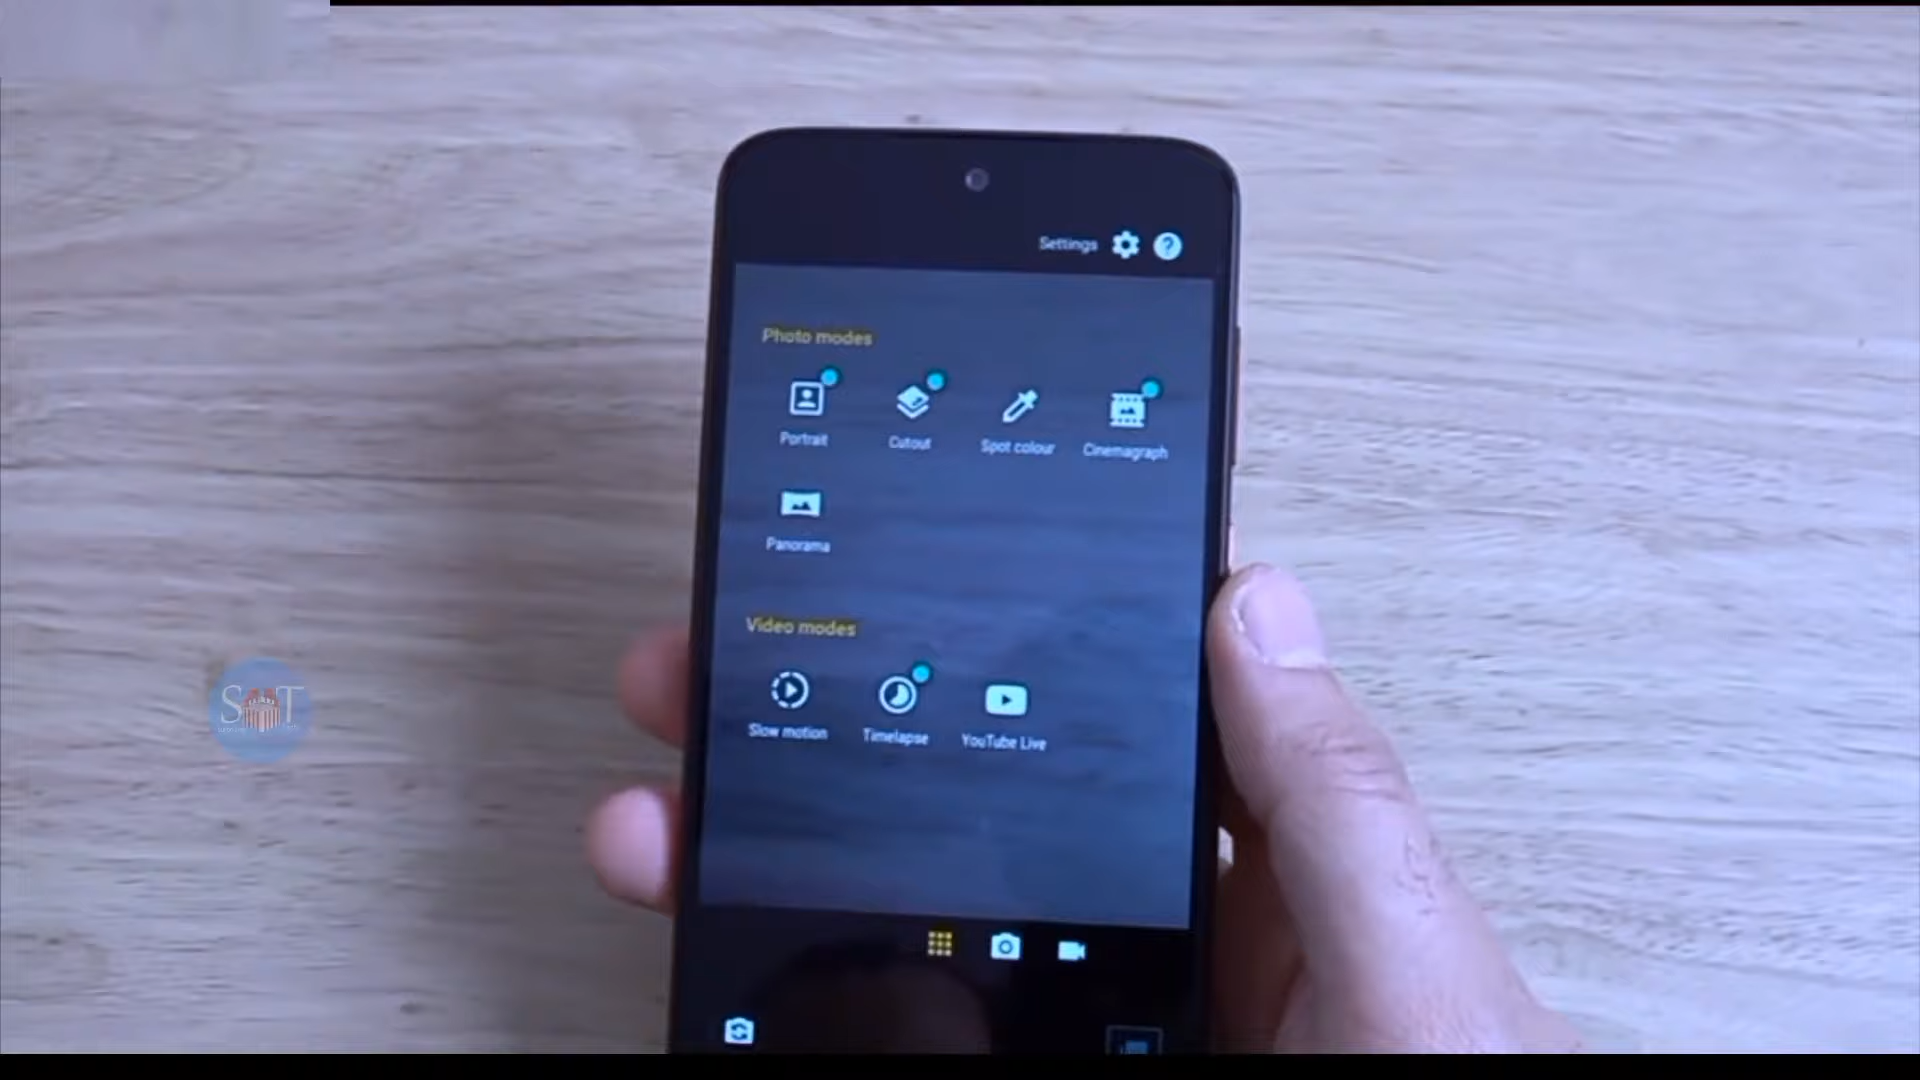 Settings
Photo modes
Portrait
Cutout
Spot colour
Cinemagraph
Panorama
Video modes
Slow motion
Timelapse
YouTube Live